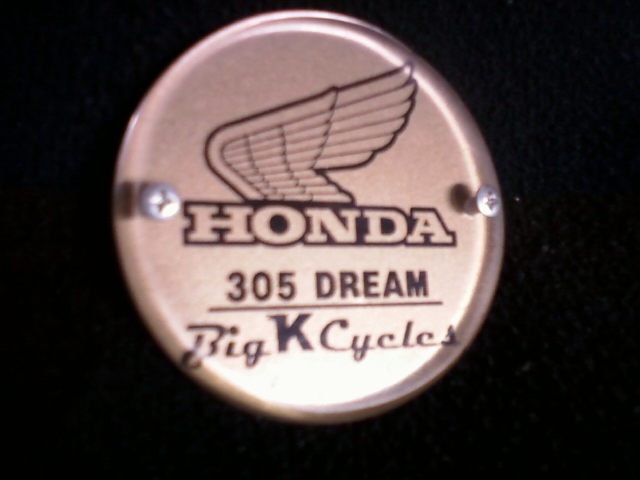 HONDA
305 DREAM
Big K Cycles